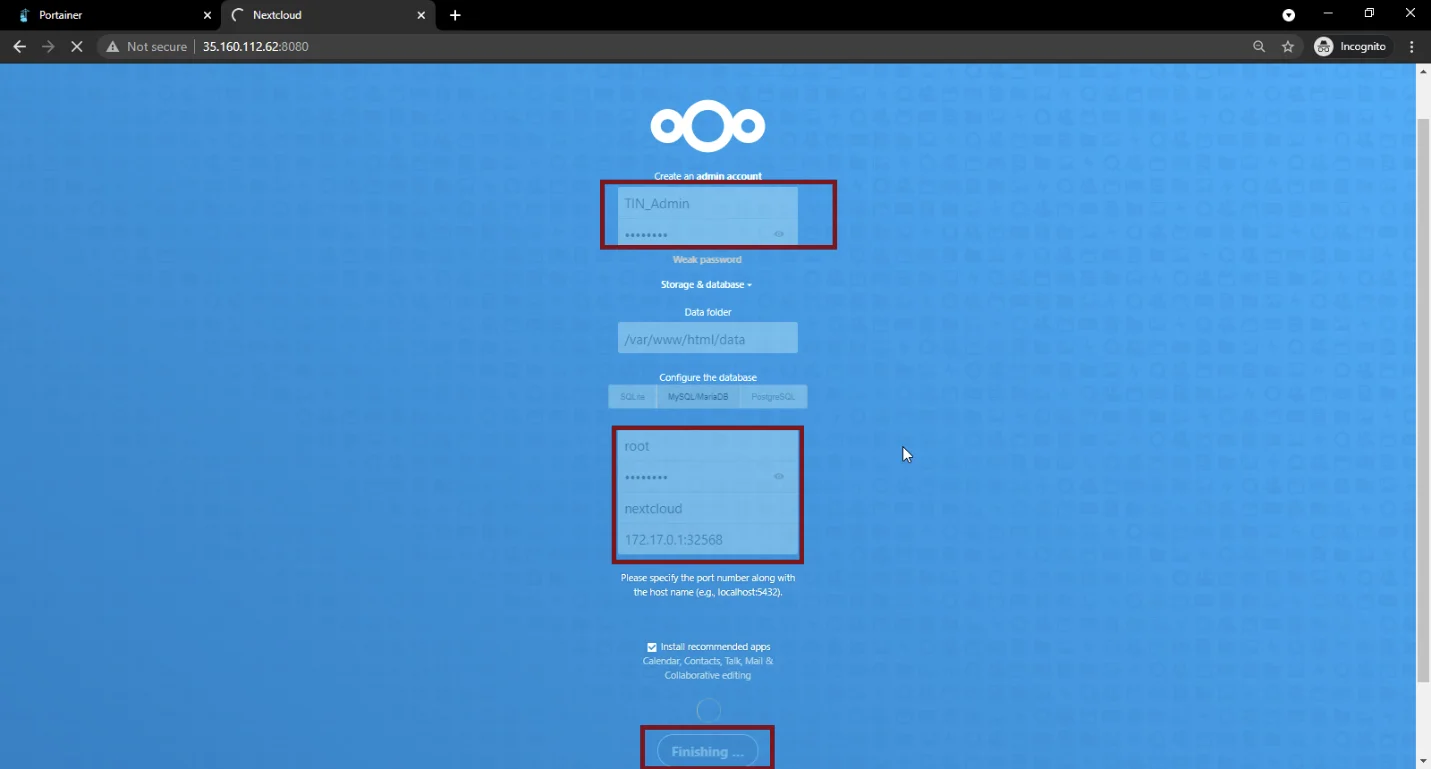 Portainer
Nextcloud
Not secure
35.160.112.62:8080
Incognito
Create an admin account
TIN_Admin
••••••••
Weak password
Storage & database
Data folder
/var/www/html/data
Configure the database
SQLite MySQL/MariaDB PostgreSQL
root
••••••••
nextcloud
172.17.0.1:32568
Please specify the port number along with
the host name (e.g., localhost:5432).
Install recommended apps
Calendar, Contacts, Talk, Mail &
Collaborative editing
Finishing ...